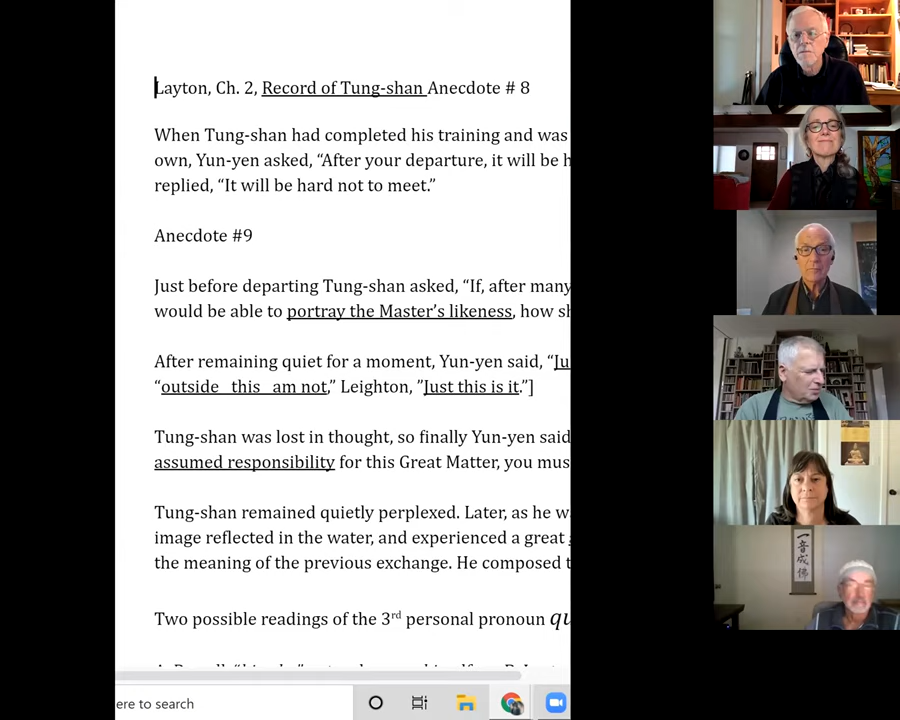 Layton, Ch. 2, Record of Tung-shan Anecdote # 8
When Tung-shan had completed his training and was
own, Yun-yen asked, “After your departure, it will be h
replied, “It will be hard not to meet.”
Anecdote #9
Just before departing Tung-shan asked, “If, after many
would be able to portray the Master’s likeness, how sh
After remaining quiet for a moment, Yun-yen said, “Ju
“outside this am not,” Leighton, ”Just this is it.”]
Tung-shan was lost in thought, so finally Yun-yen said
assumed responsibility for this Great Matter, you mus
Tung-shan remained quietly perplexed. Later, as he w
image reflected in the water, and experienced a great
the meaning of the previous exchange. He composed t
Two possible readings of the 3rd personal pronoun qu
ere to search
一音成佛